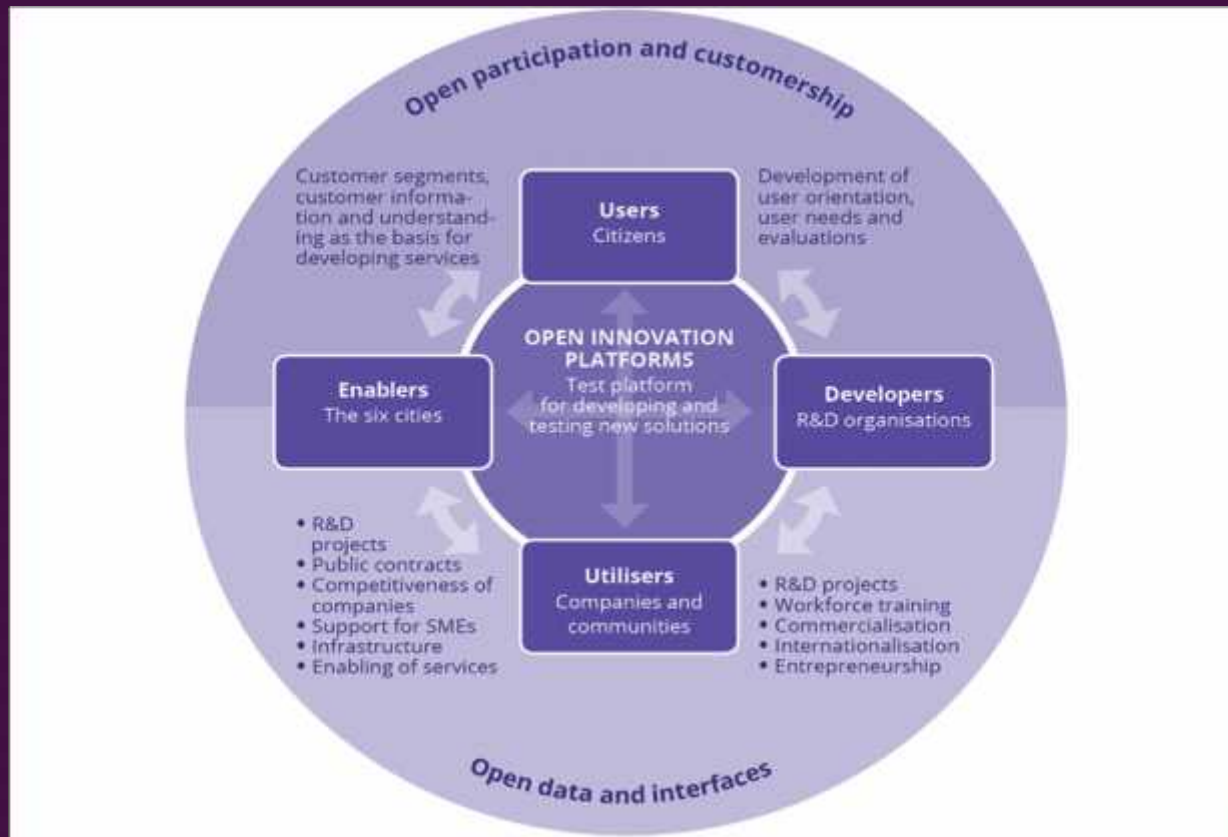 Open participation and customership
Customer segments,
customer informa-
tion and understand-
ing as the basis for
developing services
Users
Citizens
Development of
user orientation,
user needs and
evaluations
OPEN INNOVATION
PLATFORMS
Test platform
for developing and
testing new solutions
Enablers
The six cities
Developers
R&D organisations
• R&D
projects
• Public contracts
• Competitiveness of
companies
• Support for SMEs
• Infrastructure
• Enabling of services
Utilisers
Companies and
communities
• R&D projects
• Workforce training
• Commercialisation
• Internationalisation
• Entrepreneurship
Open data and interfaces